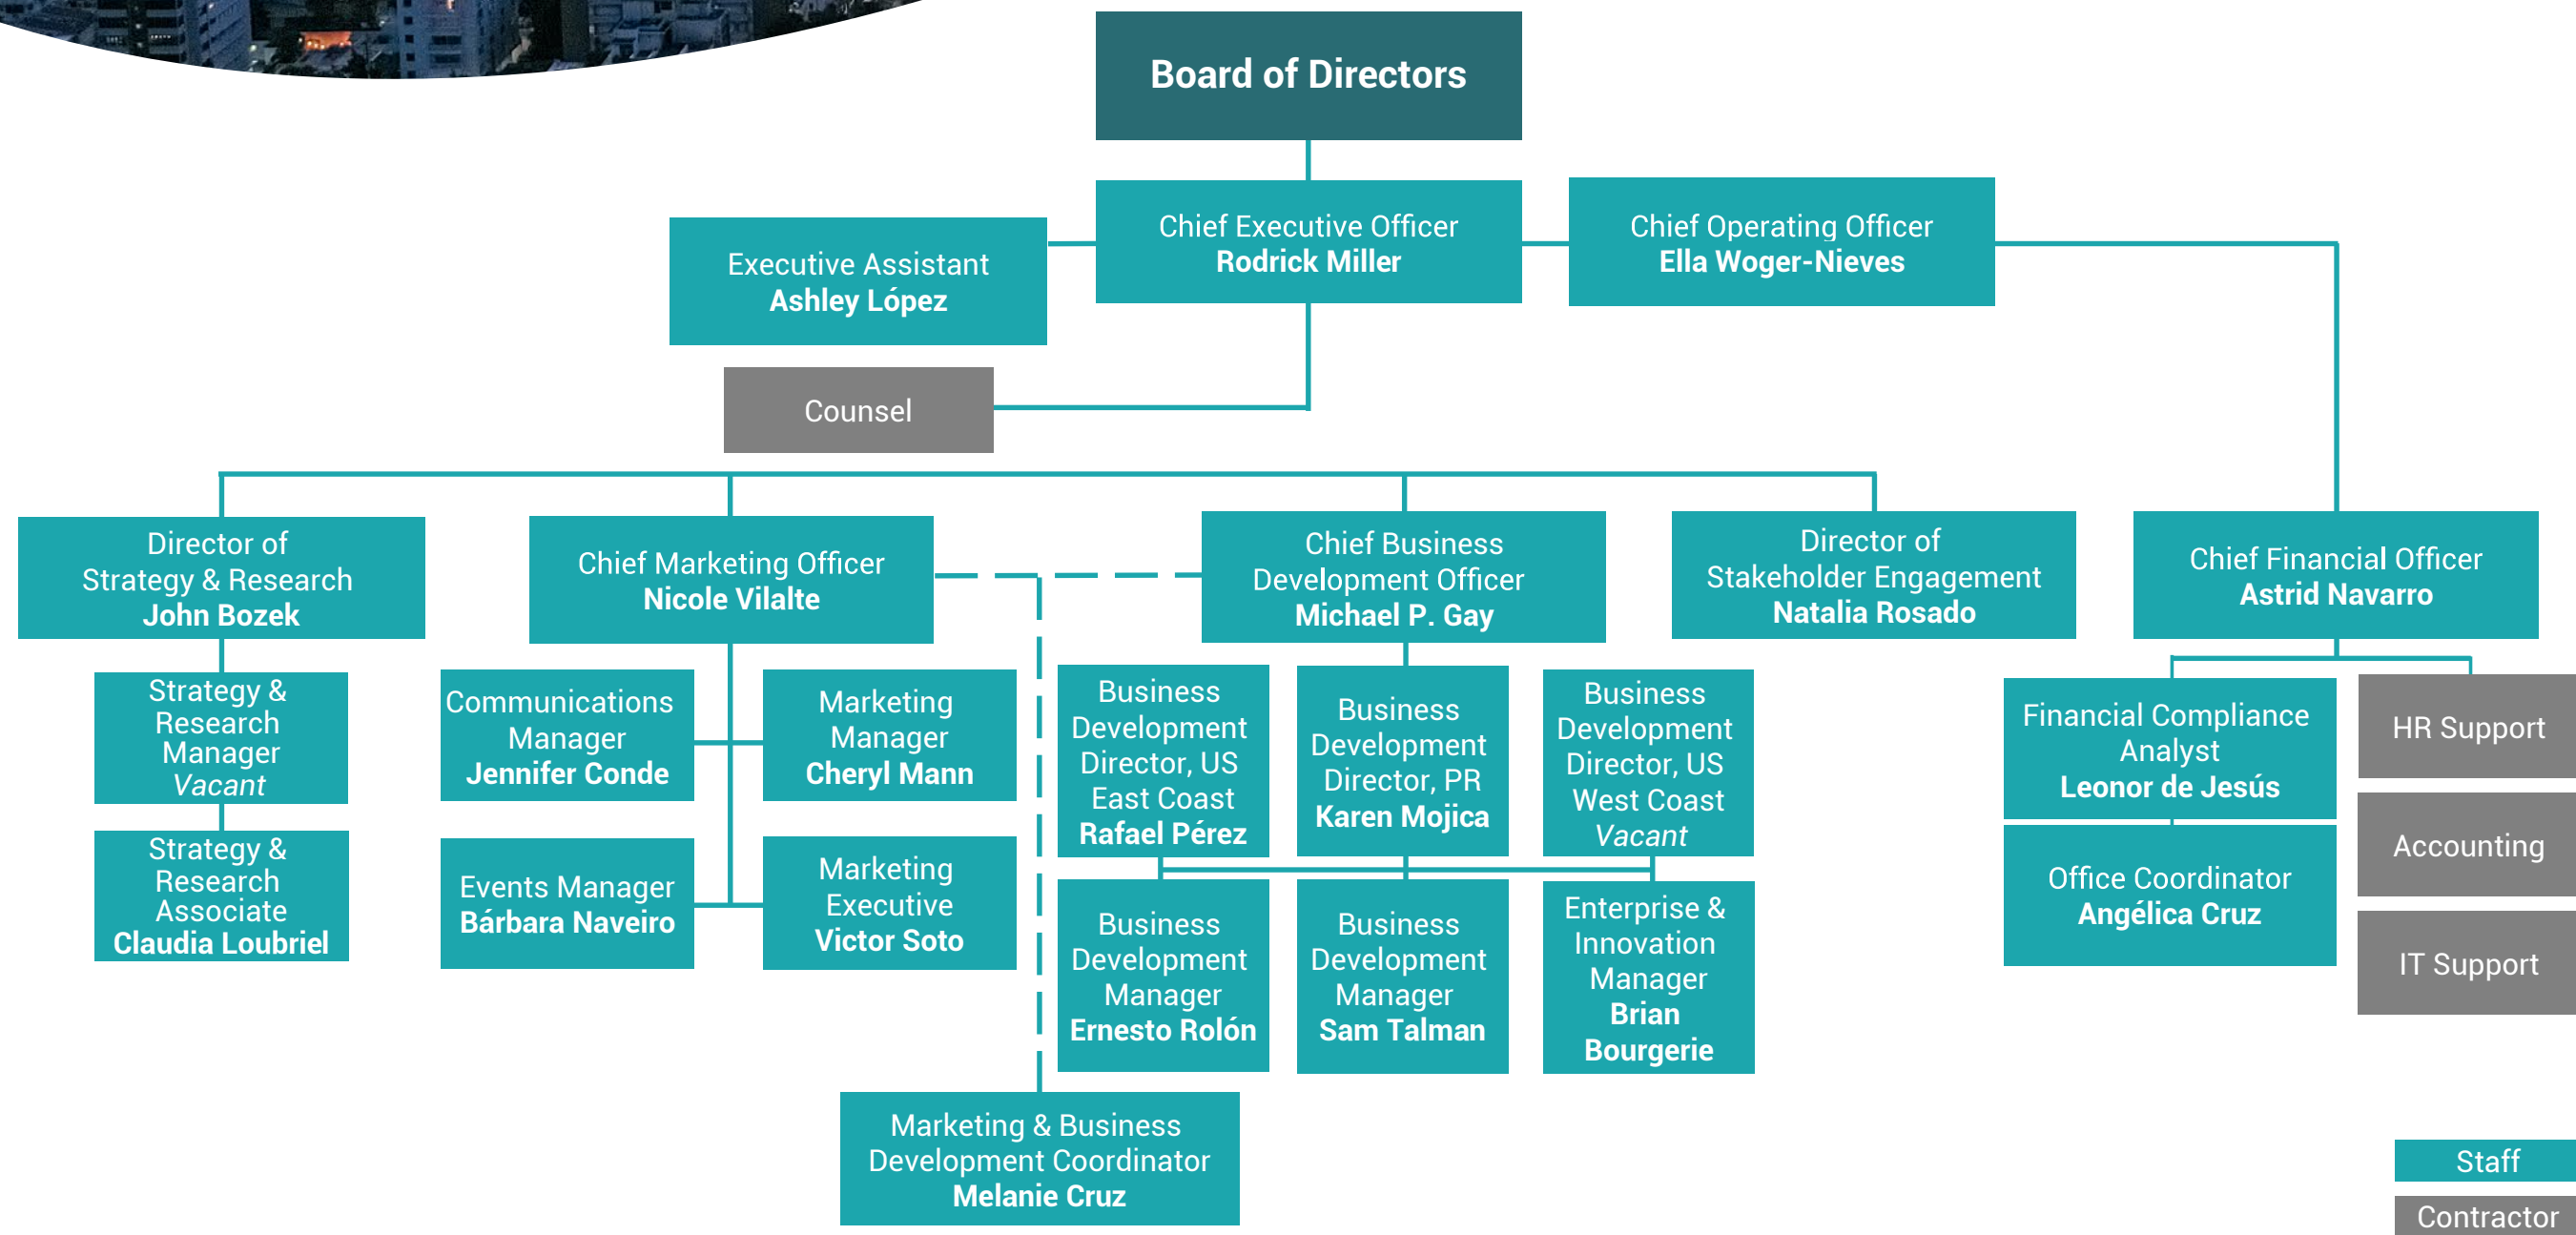 Board of Directors
Chief Executive Officer
Rodrick Miller
Chief Operating Officer
Ella Woger-Nieves
Executive Assistant
Ashley López
Counsel
Director of
Strategy & Research
John Bozek
Chief Marketing Officer
Nicole Vilalte
Chief Business
Development Officer
Michael P. Gay
Director of
Stakeholder Engagement
Natalia Rosado
Chief Financial Officer
Astrid Navarro
Strategy &
Research
Manager
Vacant
Strategy &
Research
Associate
Claudia Loubriel
Communications
Manager
Jennifer Conde
Marketing
Manager
Cheryl Mann
Events Manager
Bárbara Naveiro
Marketing
Executive
Victor Soto
Business
Development
Director, US
East Coast
Rafael Pérez
Business
Development
Director, PR
Karen Mojica
Business
Development
Director, US
West Coast
Vacant
Business
Development
Manager
Ernesto Rolón
Business
Development
Manager
Sam Talman
Enterprise &
Innovation
Manager
Brian
Bourgerie
Marketing & Business
Development Coordinator
Melanie Cruz
Financial Compliance
Analyst
Leonor de Jesús
Office Coordinator
Angélica Cruz
HR Support
Accounting
IT Support
Staff
Contractor